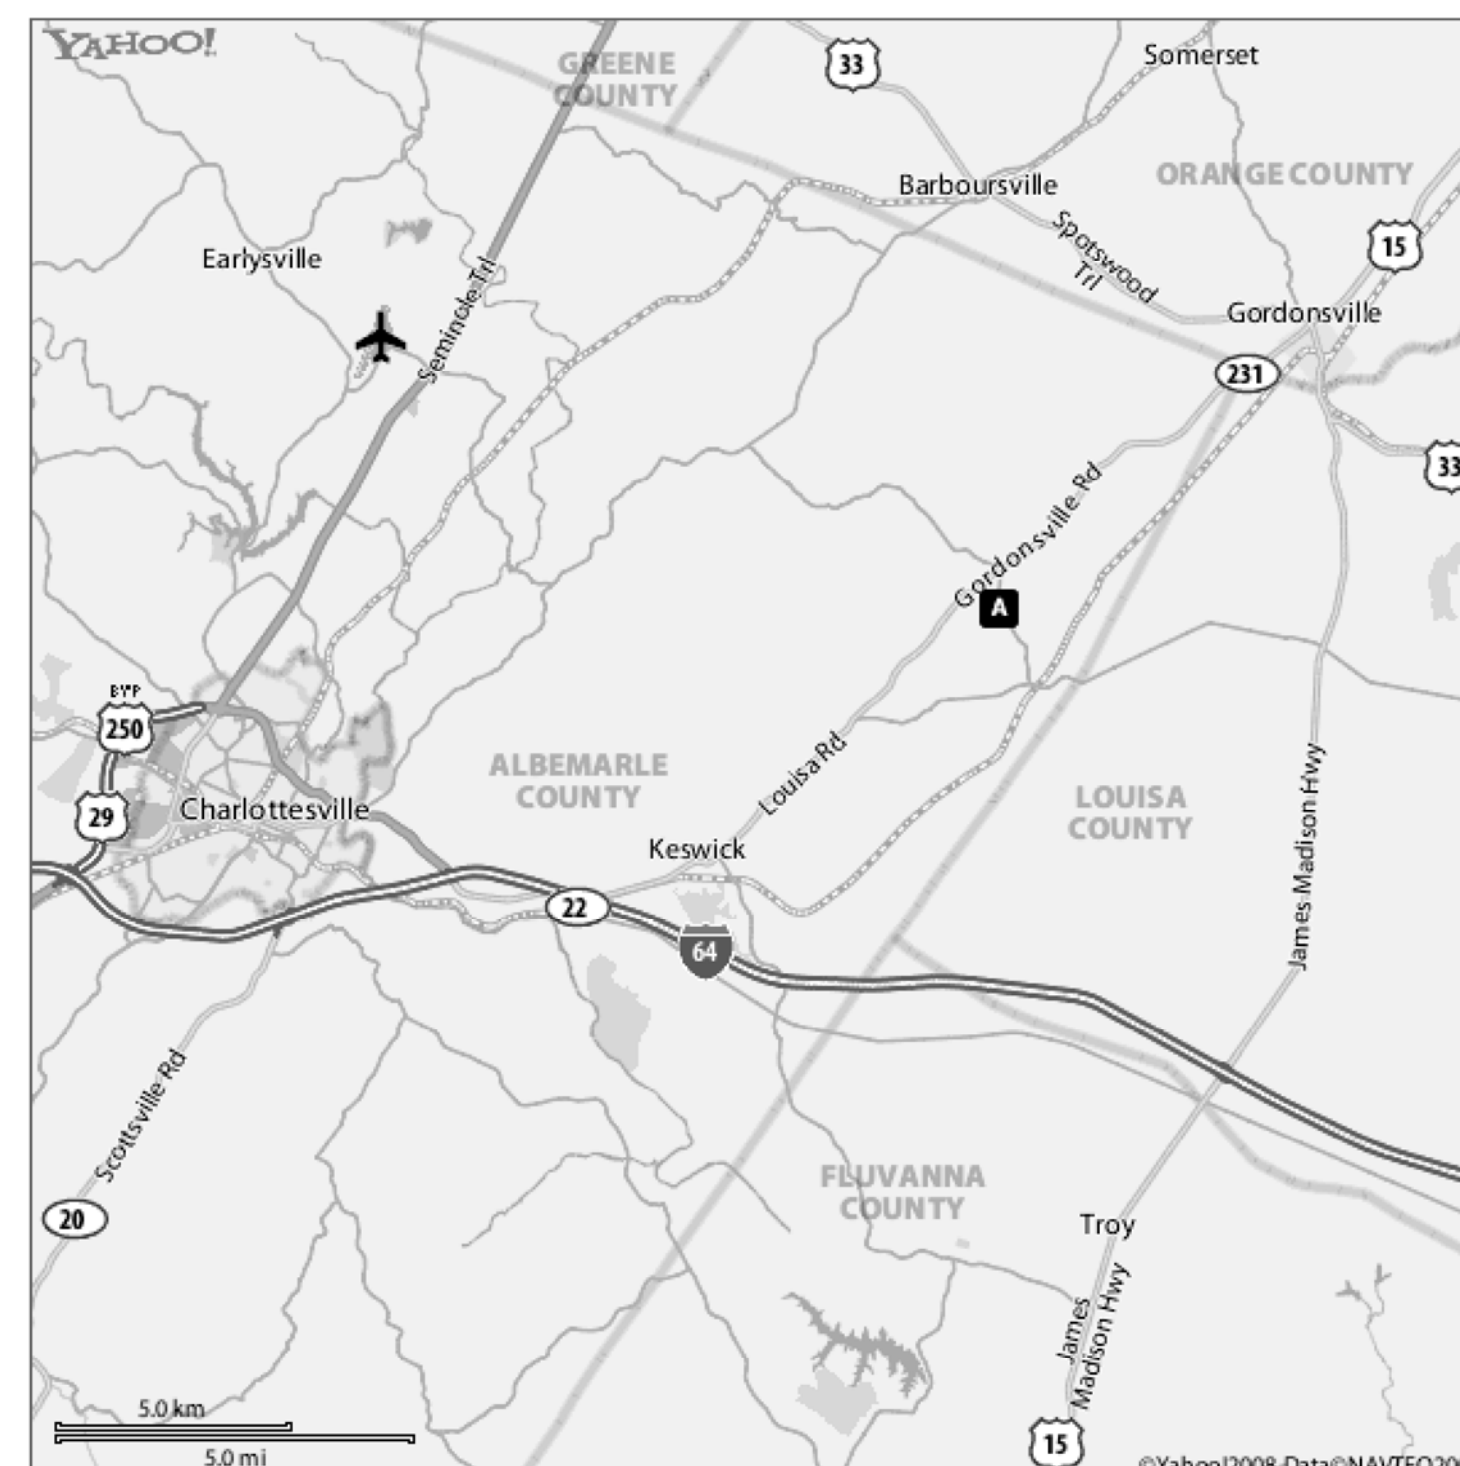 YAHOO!
GREENE
COUNTY
33
Somerset
ORANGE COUNTY
Barboursville
Spotswood
Trl
15
Earlysville
Seminole Trl
Gordonsville
231
33
Gordonsville Rd
A
BYP
250
29
Charlottesville
ALBEMARLE
COUNTY
Louisa Rd
Keswick
LOUISA
COUNTY
James Madison Hwy
22
64
Scottsville Rd
20
FLUVANNA
COUNTY
Troy
James
Madison Hwy
15
5.0 km
5.0 mi